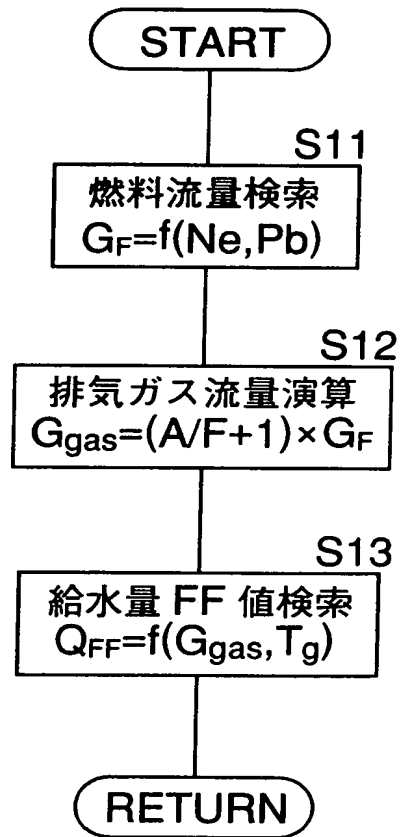 START
S11
燃料流量検索
GF=f(Ne,Pb)
S12
排気ガス流量演算
Ggas=(A/F+1)×GF
S13
給水量 FF 値検索
QFF=f(Ggas,Tg)
RETURN